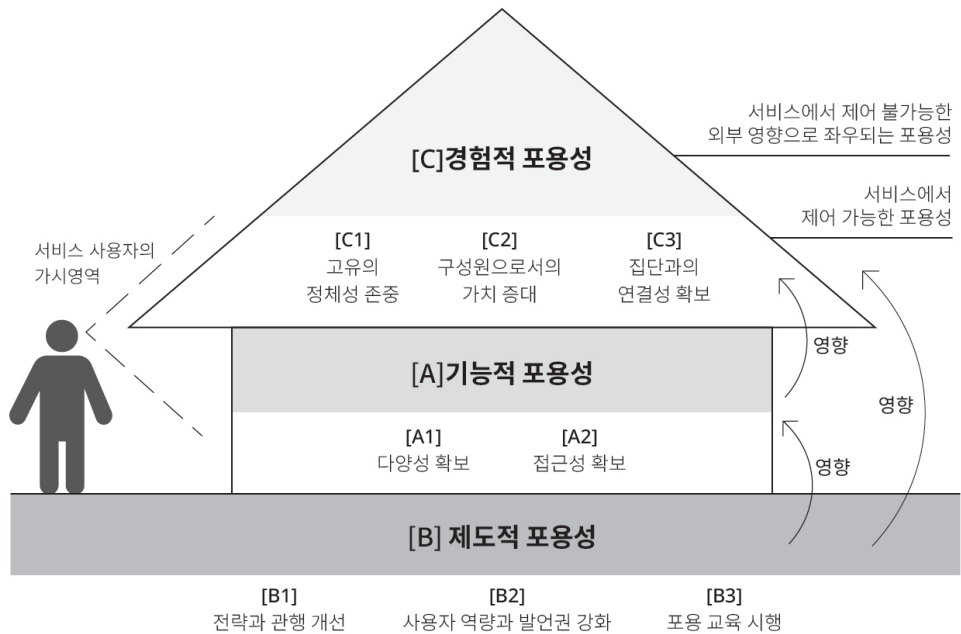 서비스에서 제어 불가능한
외부 영향으로 좌우되는 포용성
[C]경험적 포용성
서비스에서
제어 가능한 포용성
서비스 사용자의
가시영역
[C1]
고유의
정체성 존중
[C2]
구성원으로서의
가치 증대
[C3]
집단과의
연결성 확보
영향
[A]기능적 포용성
영향
[A1]
다양성 확보
[A2]
접근성 확보
영향
[B] 제도적 포용성
[B1]
전략과 관행 개선
[B2]
사용자 역량과 발언권 강화
[B3]
포용 교육 시행